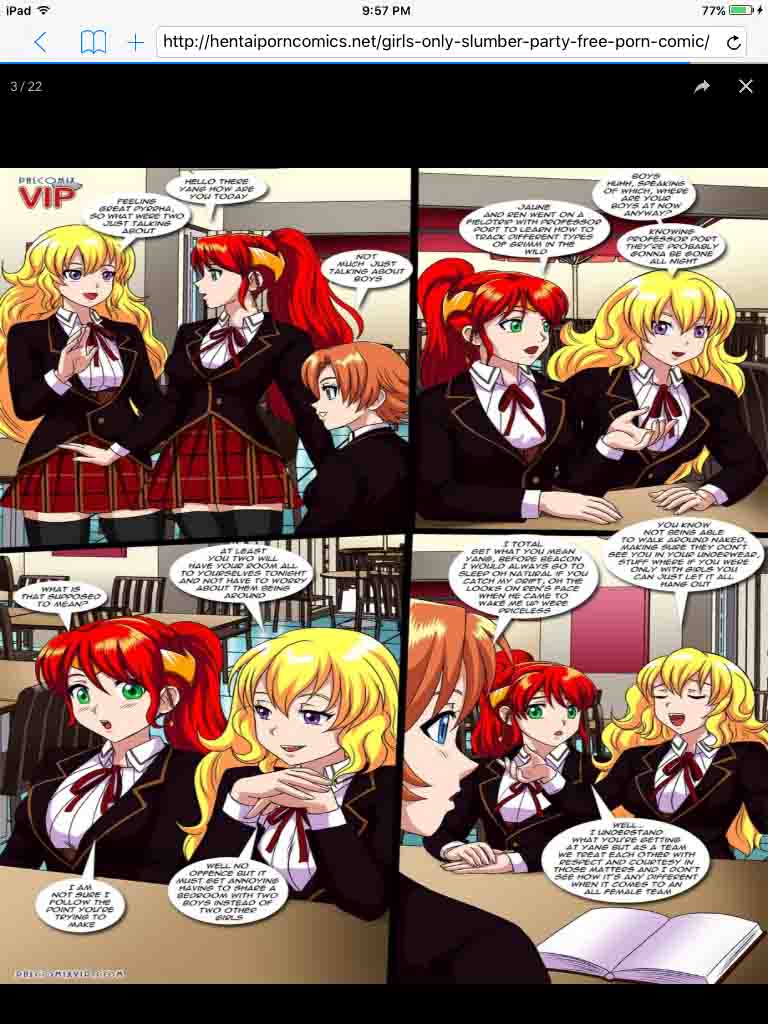 iPad 9:57 PM 77%
http://hentaiporncomics.net/girls-only-slumber-party-free-porn-comic/
3 / 22
PALCOMIX
VIP
FEELING
GREAT PYRRHA,
SO WHAT WERE TWO
JUST TALKING
ABOUT
HELLO THERE
YANG HOW ARE
YOU TODAY
NOT
MUCH JUST
TALKING ABOUT
BOYS
BOYS
HUHH, SPEAKING
OF WHICH, WHERE
ARE YOUR
BOYS AT NOW
ANYWAY?
JAUNE
AND REN WENT ON A
FIELDTRIP WITH PROFESSOR
PORT TO LEARN HOW TO
TRACK DIFFERENT TYPES
OF GRIMM IN THE
WILD
KNOWING
PROFESSOR PORT
THEY'RE PROBABLY
GONNA BE GONE
ALL NIGHT
AT LEAST
YOU TWO WILL
HAVE YOUR ROOM ALL
TO YOURSELVES TONIGHT
AND NOT HAVE TO WORRY
ABOUT THEM BEING
AROUND
WHAT IS
THAT SUPPOSED
TO MEAN?
I AM
NOT SURE I
FOLLOW THE
POINT YOU'RE
TRYING TO
MAKE
WELL NO
OFFENCE BUT IT
MUST GET ANNOYING
HAVING TO SHARE A
BEDROOM WITH TWO
BOYS INSTEAD OF
TWO OTHER
GIRLS
YOU KNOW
NOT BEING ABLE
TO WALK AROUND NAKED,
MAKING SURE THEY DON'T
SEE YOU IN YOUR UNDERWEAR,
STUFF WHERE IF YOU WERE
ONLY WITH GIRLS YOU
CAN JUST LET IT ALL
HANG OUT
I TOTAL
GET WHAT YOU MEAN
YANG, BEFORE BEACON
I WOULD ALWAYS GO TO
SLEEP OH NATURAL IF YOU
CATCH MY DRIFT, OH THE
LOOKS ON REN'S FACE
WHEN HE CAME TO
WAKE ME UP WERE
PRICELESS
WELL..
I UNDERSTAND
WHAT YOU'RE GETTING
AT YANG BUT AS A TEAM
WE TREAT EACH OTHER WITH
RESPECT AND COURTESY IN
THOSE MATTERS AND I DON'T
SEE HOW IT'S ANY DIFFERENT
WHEN IT COMES TO AN
ALL FEMALE TEAM
PALCOMIXVIP.COM